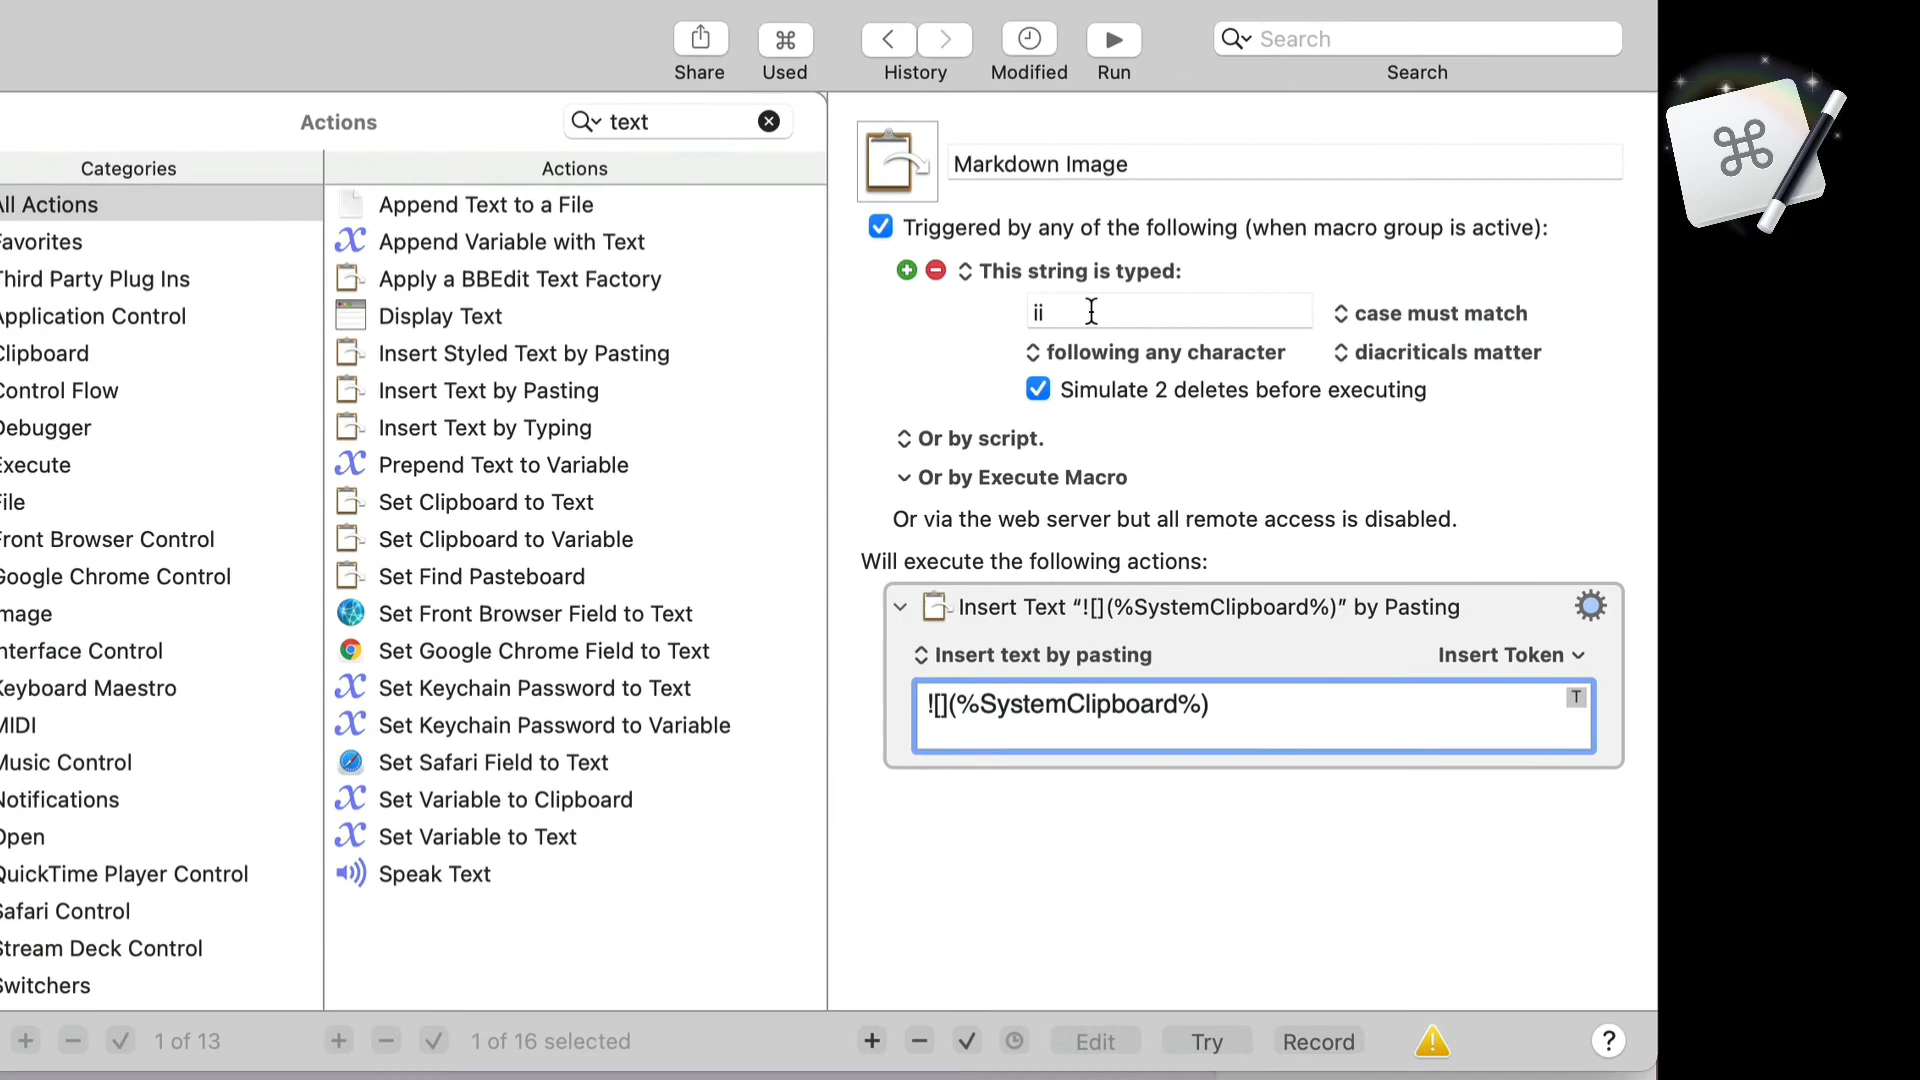 Share
Used
History
Modified
Run
Search
Search
Actions
text
Categories
Actions
ll Actions
avorites
hird Party Plug Ins
pplication Control
lipboard
ontrol Flow
ebugger
xecute
ile
ront Browser Control
oogle Chrome Control
mage
nterface Control
eyboard Maestro
MIDI
usic Control
otifications
pen
uickTime Player Control
afari Control
tream Deck Control
witchers
Append Text to a File
Append Variable with Text
Apply a BBEdit Text Factory
Display Text
Insert Styled Text by Pasting
Insert Text by Pasting
Insert Text by Typing
Prepend Text to Variable
Set Clipboard to Text
Set Clipboard to Variable
Set Find Pasteboard
Set Front Browser Field to Text
Set Google Chrome Field to Text
Set Keychain Password to Text
Set Keychain Password to Variable
Set Safari Field to Text
Set Variable to Clipboard
Set Variable to Text
Speak Text
Markdown Image
Triggered by any of the following (when macro group is active):
This string is typed:
ii
case must match
following any character
diacriticals matter
Simulate 2 deletes before executing
Or by script.
Or by Execute Macro
Or via the web server but all remote access is disabled.
Will execute the following actions:
Insert Text “![](%SystemClipboard%)” by Pasting
Insert text by pasting
Insert Token
![](%SystemClipboard%)
T
1 of 13
1 of 16 selected
Edit
Try
Record
?